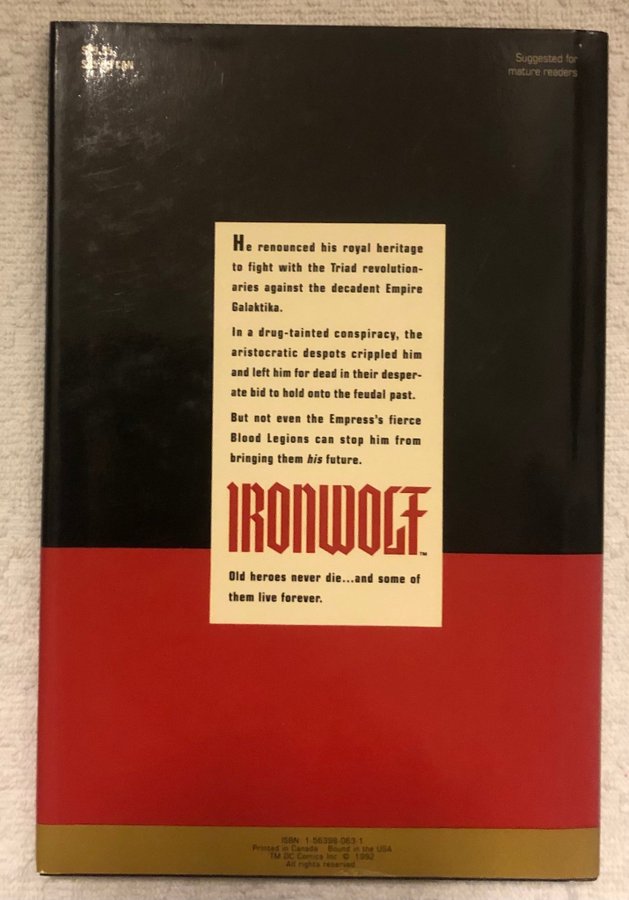 Suggested for
mature readers
He renounced his royal heritage
to fight with the Triad revolution-
aries against the decadent Empire
Galaktika.
In a drug-tainted conspiracy, the
aristocratic despots crippled him
and left him for dead in their desper-
ate bid to hold onto the feudal past.
But not even the Empress's fierce
Blood Legions can stop him from
bringing them his future.
IRONWOLF™
Old heroes never die...and some of
them live forever.
ISBN 1-56389-063-1
Printed in Canada Bound in the USA
TM DC Comics Inc © 1992
All rights reserved